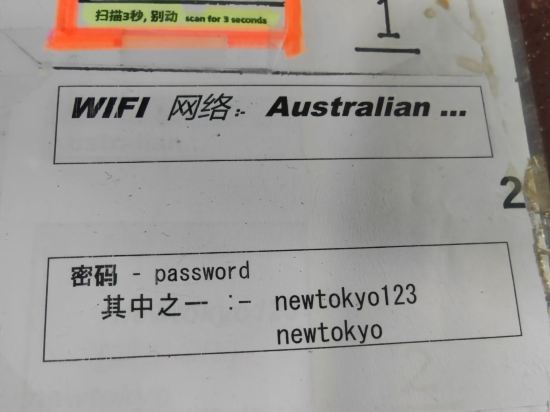 扫描3秒, 别动 scan for 3 seconds
1
WIFI 网络:- Australian ...
2
密码 - password
其中之一 :- newtokyo123
newtokyo